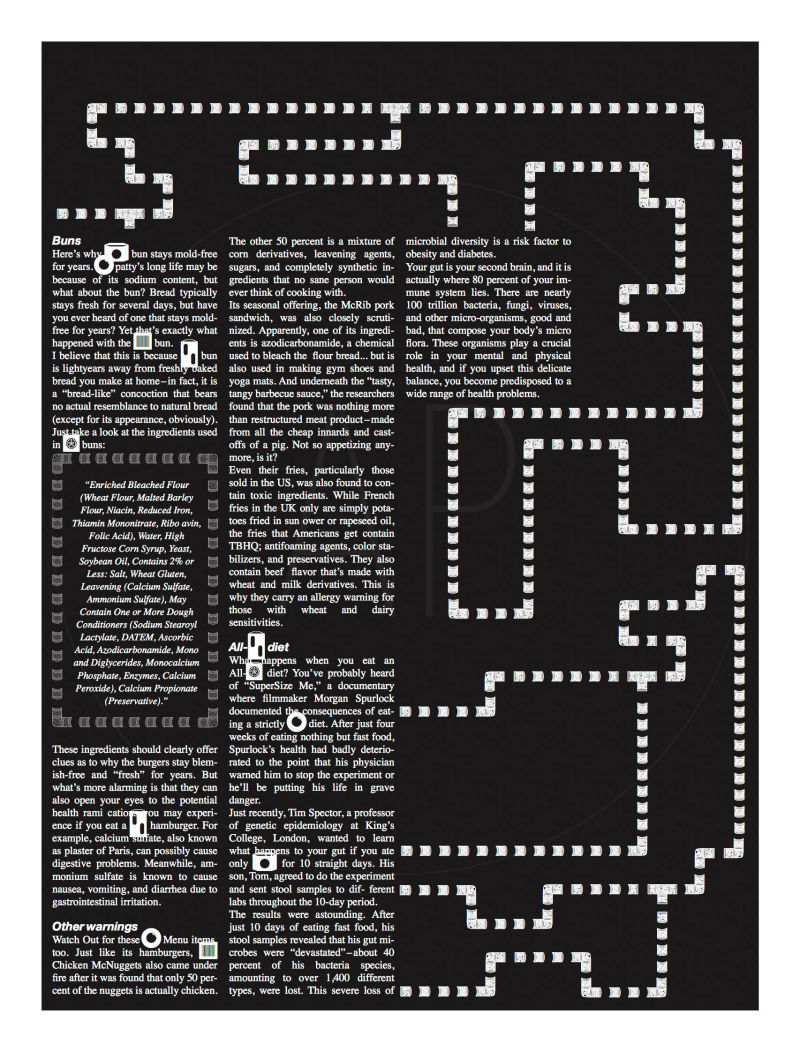 Buns
Here's why bun stays mold-free
for years. patty's long life may be
because of its sodium content, but
what about the bun? Bread typically
stays fresh for several days, but have
you ever heard of one that stays mold-
free for years? Yet that's exactly what
happened with the bun.
I believe that this is because bun
is lightyears away from freshly baked
bread you make at home–in fact, it is
a “bread-like” concoction that bears
no actual resemblance to natural bread
(except for its appearance, obviously).
Just take a look at the ingredients used
in buns:
“Enriched Bleached Flour
(Wheat Flour, Malted Barley
Flour, Niacin, Reduced Iron,
Thiamin Mononitrate, Ribo avin,
Folic Acid), Water, High
Fructose Corn Syrup, Yeast,
Soybean Oil, Contains 2% or
Less: Salt, Wheat Gluten,
Leavening (Calcium Sulfate,
Ammonium Sulfate), May
Contain One or More Dough
Conditioners (Sodium Stearoyl
Lactylate, DATEM, Ascorbic
Acid, Azodicarbonamide, Mono
and Diglycerides, Monocalcium
Phosphate, Enzymes, Calcium
Peroxide), Calcium Propionate
(Preservative).”
These ingredients should clearly offer
clues as to why the burgers stay blem-
ish-free and “fresh” for years. But
what's more alarming is that they can
also open your eyes to the potential
health rami cations you may experi-
ence if you eat a hamburger. For
example, calcium sulfate, also known
as plaster of Paris, can possibly cause
digestive problems. Meanwhile, am-
monium sulfate is known to cause
nausea, vomiting, and diarrhea due to
gastrointestinal irritation.
Other warnings
Watch Out for these Menu items,
too. Just like its hamburgers,
Chicken McNuggets also came under
fire after it was found that only 50 per-
cent of the nuggets is actually chicken.
The other 50 percent is a mixture of
corn derivatives, leavening agents,
sugars, and completely synthetic in-
gredients that no sane person would
ever think of cooking with.
Its seasonal offering, the McRib pork
sandwich, was also closely scruti-
nized. Apparently, one of its ingredi-
ents is azodicarbonamide, a chemical
used to bleach the flour bread... but is
also used in making gym shoes and
yoga mats. And underneath the “tasty,
tangy barbecue sauce,” the researchers
found that the pork was nothing more
than restructured meat product–made
from all the cheap innards and cast-
offs of a pig. Not so appetizing any-
more, is it?
Even their fries, particularly those
sold in the US, was also found to con-
tain toxic ingredients. While French
fries in the UK only are simply pota-
toes fried in sun ower or rapeseed oil,
the fries that Americans get contain
TBHQ; antifoaming agents, color sta-
bilizers, and preservatives. They also
contain beef flavor that's made with
wheat and milk derivatives. This is
why they carry an allergy warning for
those with wheat and dairy
sensitivities.
All- diet
What happens when you eat an
All- diet? You've probably heard
of “SuperSize Me,” a documentary
where filmmaker Morgan Spurlock
documented the consequences of eat-
ing a strictly diet. After just four
weeks of eating nothing but fast food,
Spurlock's health had badly deterio-
rated to the point that his physician
warned him to stop the experiment or
he'll be putting his life in grave
danger.
Just recently, Tim Spector, a professor
of genetic epidemiology at King's
College, London, wanted to learn
what happens to your gut if you ate
only for 10 straight days. His
son, Tom, agreed to do the experiment
and sent stool samples to dif- ferent
labs throughout the 10-day period.
The results were astounding. After
just 10 days of eating fast food, his
stool samples revealed that his gut mi-
crobes were “devastated”–about 40
percent of his bacteria species,
amounting to over 1,400 different
types, were lost. This severe loss of
microbial diversity is a risk factor to
obesity and diabetes.
Your gut is your second brain, and it is
actually where 80 percent of your im-
mune system lies. There are nearly
100 trillion bacteria, fungi, viruses,
and other micro-organisms, good and
bad, that compose your body's micro
flora. These organisms play a crucial
role in your mental and physical
health, and if you upset this delicate
balance, you become predisposed to a
wide range of health problems.